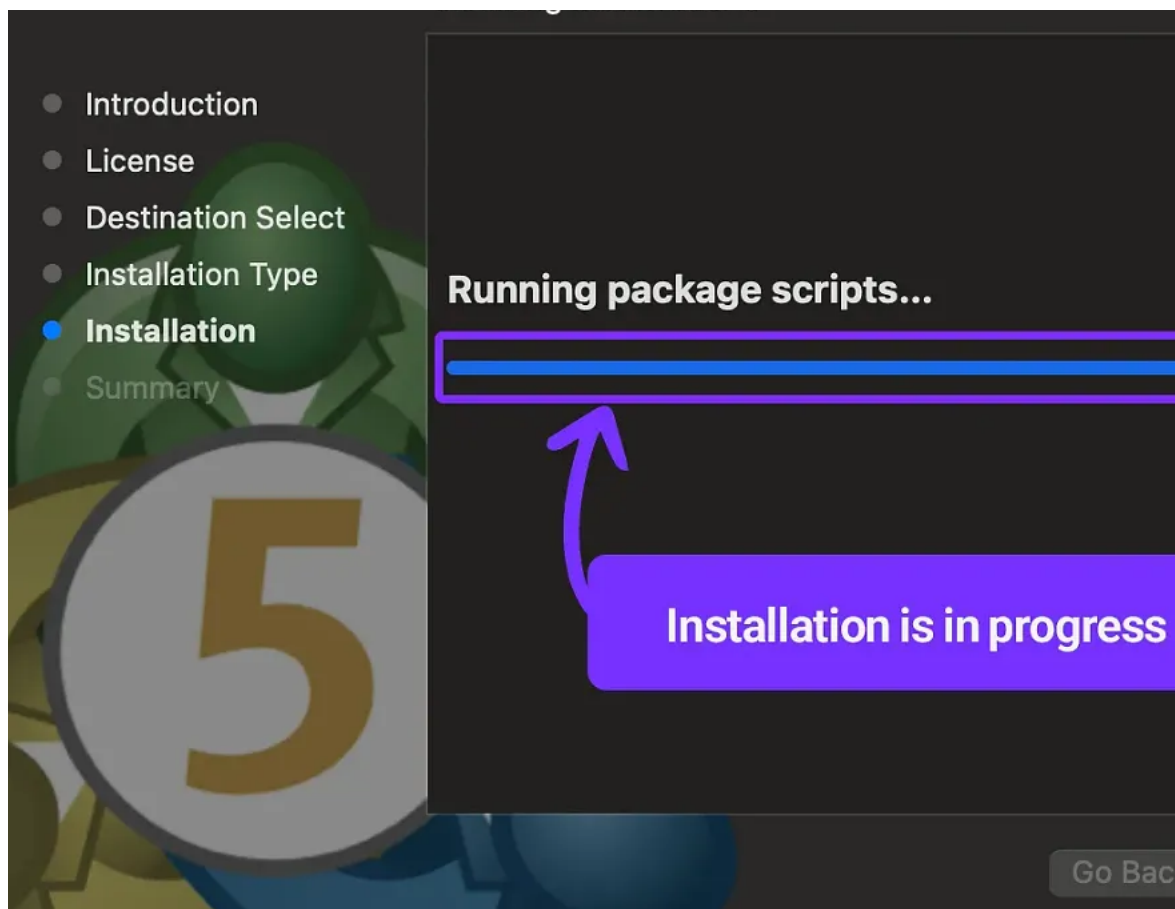 Introduction
License
Destination Select
Installation Type
Installation
Summary
Running package scripts...
Installation is in progress
5
Go Bac